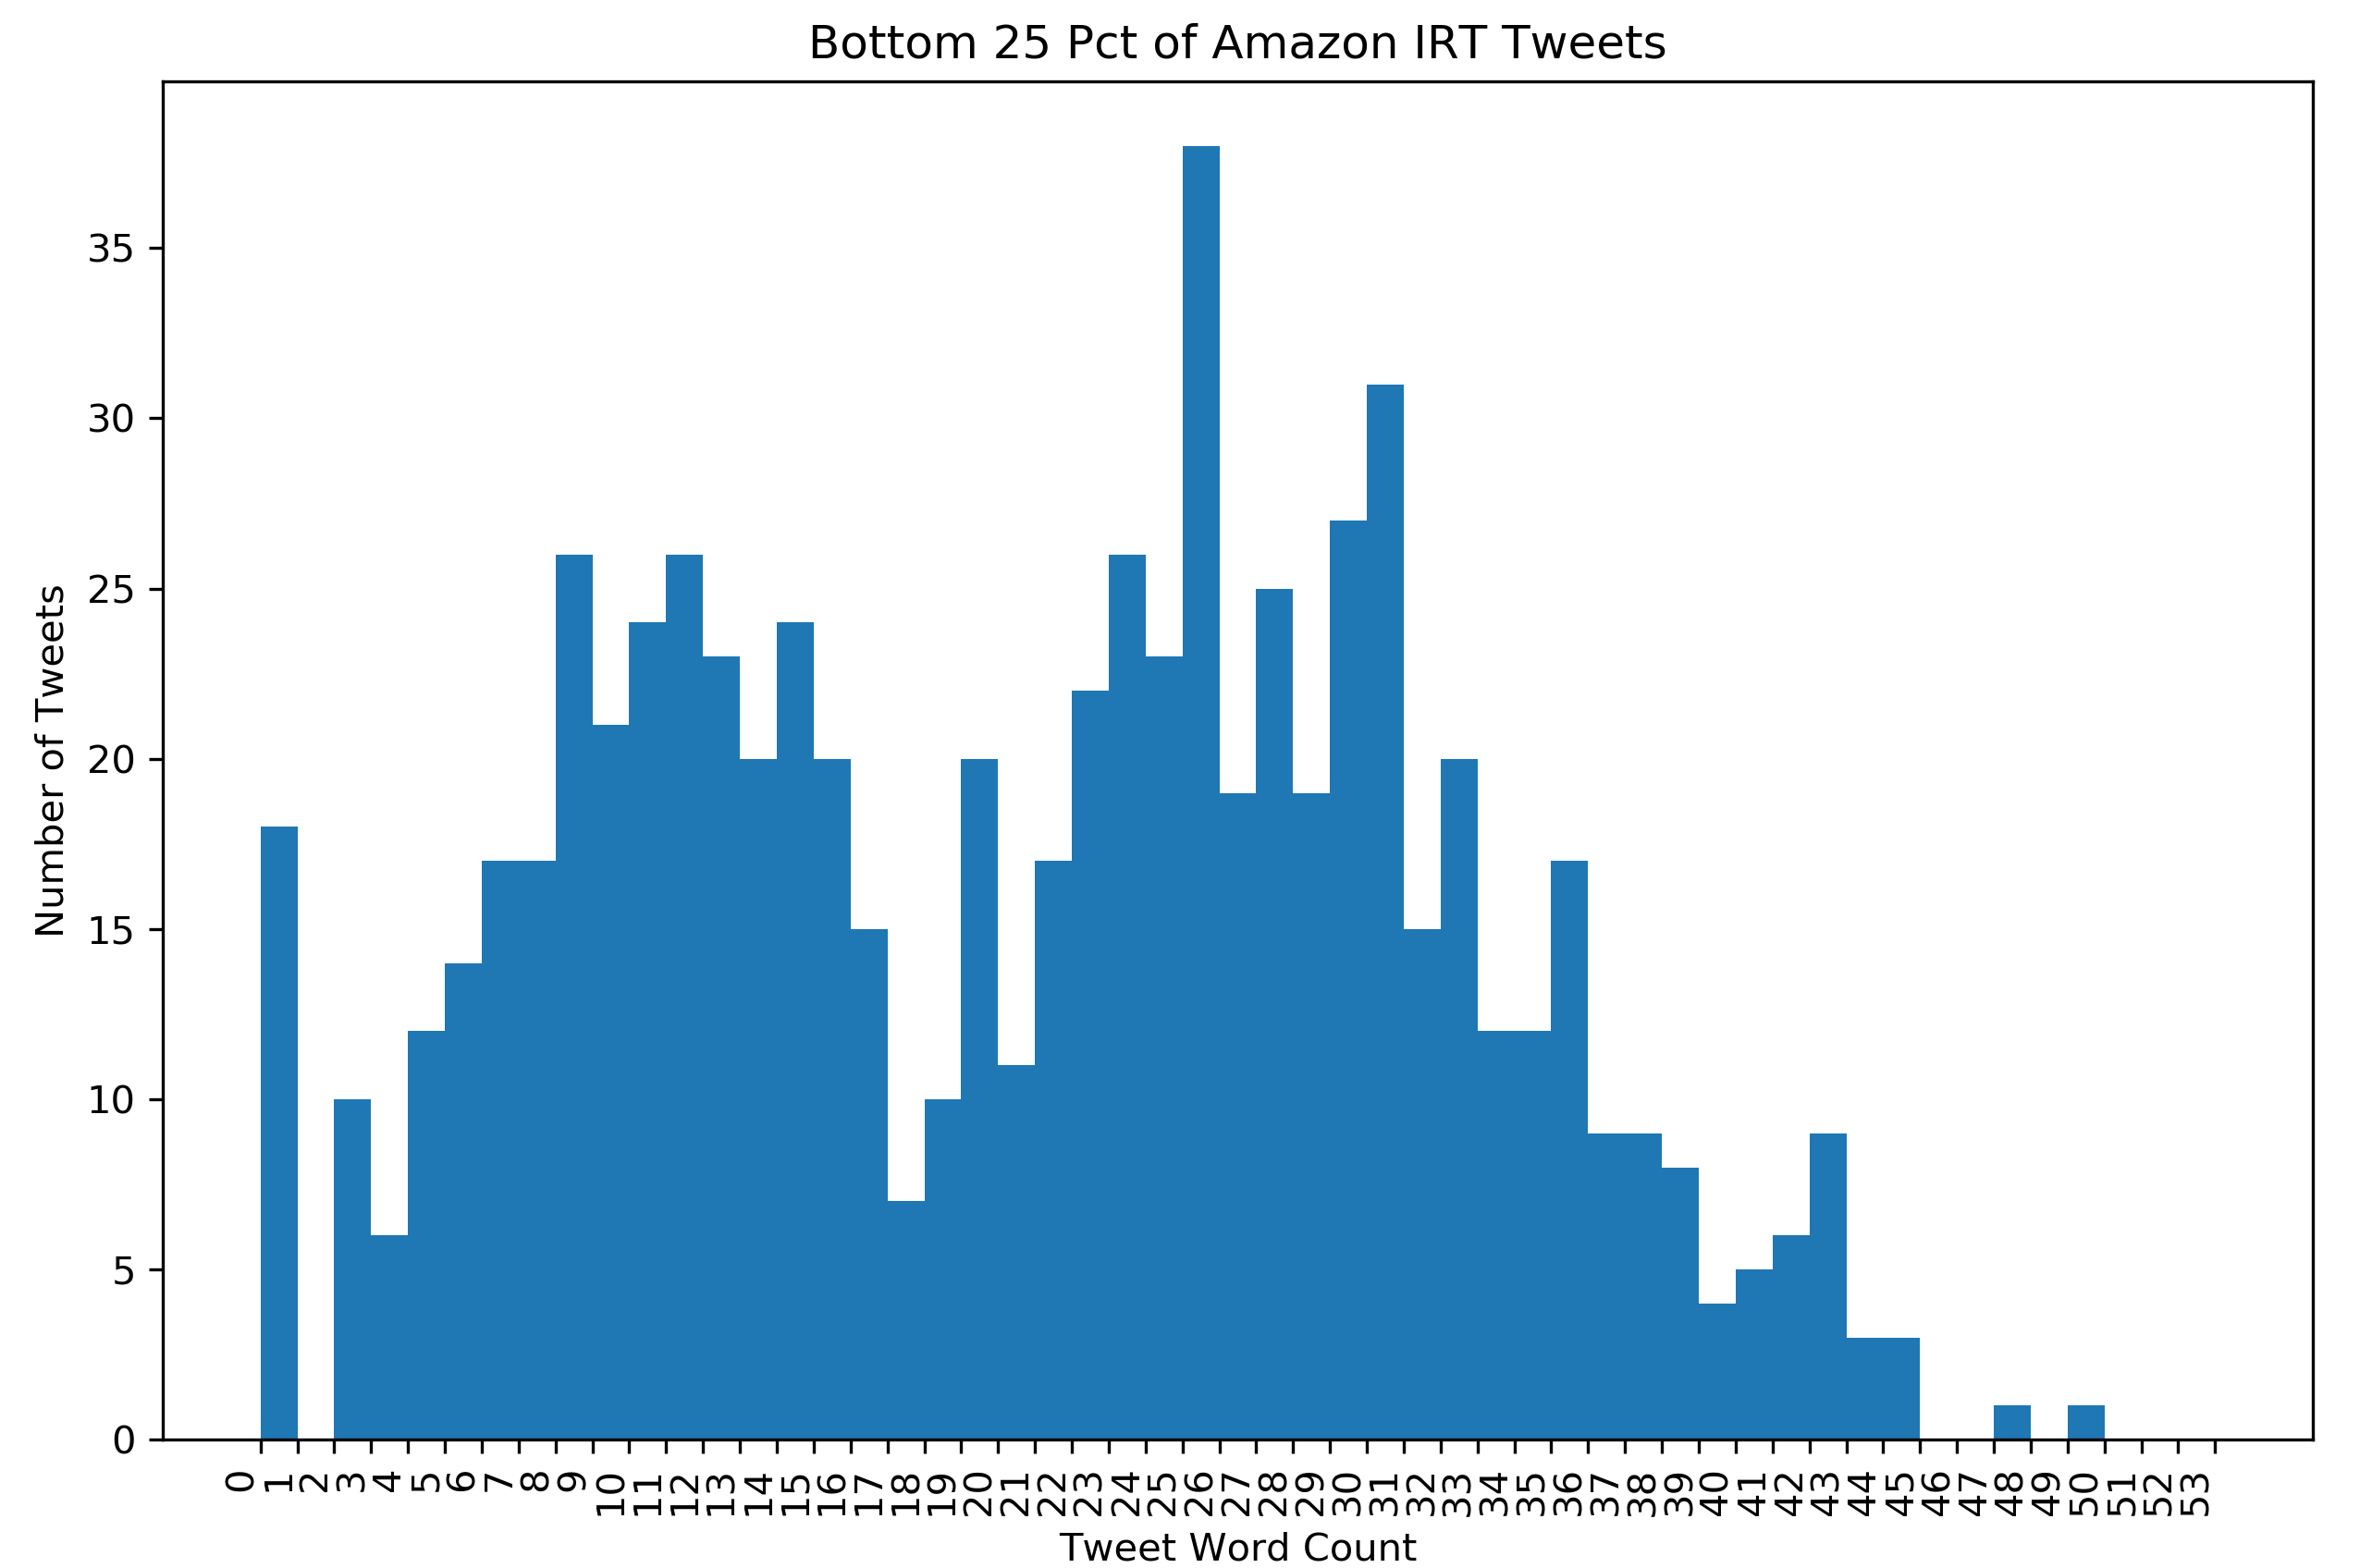 Bottom 25 Pct of Amazon IRT Tweets
Number of Tweets
35
30
25
20
15
10
5
0
0 1 2 3 4 5 6 7 8 9 10 11 12 13 14 15 16 17 18 19 20 21 22 23 24 25 26 27 28 29 30 31 32 33 34 35 36 37 38 39 40 41 42 43 44 45 46 47 48 49 50 51 52 53
Tweet Word Count